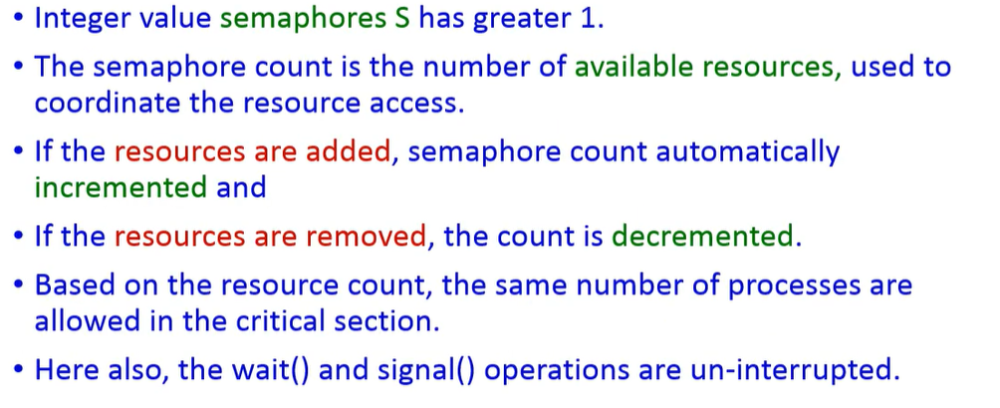 • Integer value semaphores S has greater 1.
• The semaphore count is the number of available resources, used to
coordinate the resource access.
• If the resources are added, semaphore count automatically
incremented and
• If the resources are removed, the count is decremented.
• Based on the resource count, the same number of processes are
allowed in the critical section.
• Here also, the wait() and signal() operations are un-interrupted.